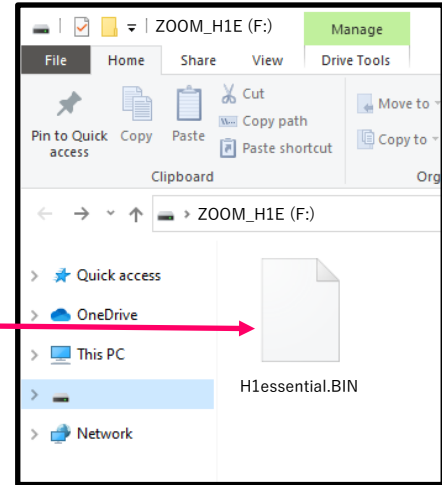 ZOOM_H1E (F:)
Manage
File Home Share View Drive Tools
Pin to Quick access
Copy
Paste
Cut
Copy path
Paste shortcut
Move to
Copy to
Clipboard
Org
ZOOM_H1E (F:)
Quick access
OneDrive
This PC
Network
H1essential.BIN